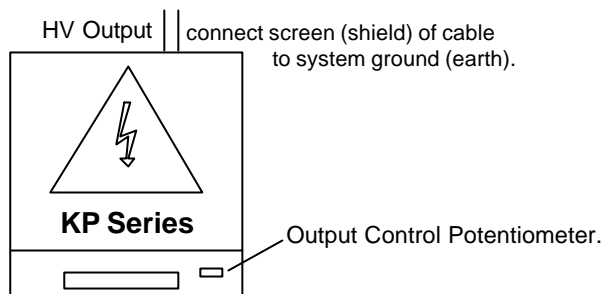 HV Output
connect screen (shield) of cable
to system ground (earth).
KP Series
Output Control Potentiometer.